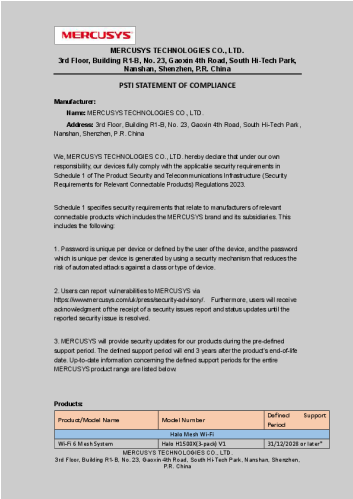 MERCUSYS
MERCUSYS TECHNOLOGIES CO., LTD.
3rd Floor, Building R1-B, No. 23, Gaoxin 4th Road, South Hi-Tech Park,
Nanshan, Shenzhen, P.R. China
PSTI STATEMENT OF COMPLIANCE
Manufacturer:
Name: MERCUSYS TECHNOLOGIES CO., LTD.
Address: 3rd Floor, Building R1-B, No. 23, Gaoxin 4th Road, South Hi-Tech Park,
Nanshan, Shenzhen, P.R. China
We, MERCUSYS TECHNOLOGIES CO., LTD. hereby declare that under our own
responsibility, our devices fully comply with the applicable security requirements in
Schedule 1 of The Product Security and Telecommunications Infrastructure (Security
Requirements for Relevant Connectable Products) Regulations 2023.
Schedule 1 specifies security requirements that relate to manufacturers of relevant
connectable products which includes the MERCUSYS brand and its subsidiaries. This
includes the following:
1. Password is unique per device or defined by the user of the device, and the password
which is unique per device is generated by using a security mechanism that reduces the
risk of automated attacks against a class or type of device.
2. Users can report vulnerabilities to MERCUSYS via
https://www.mercusys.com/uk/press/security-advisory/. Furthermore, users will receive
acknowledgment of the receipt of a security issues report and status updates until the
reported security issue is resolved.
3. MERCUSYS will provide security updates for our products during the pre-defined
support period. The defined support period will end 3 years after the product's end-of-life
date. Up-to-date information concerning the defined support periods for the entire
MERCUSYS product range are listed below.
Products:
Product/Model Name Model Number Defined Support
Period
Halo Mesh Wi-Fi
Wi-Fi 6 Mesh System Halo H1500X(3-pack) V1 31/12/2028 or later*
MERCUSYS TECHNOLOGIES CO., LTD.
3rd Floor, Building R1-B, No. 23, Gaoxin 4th Road, South Hi-Tech Park, Nanshan, Shenzhen,
P.R. China